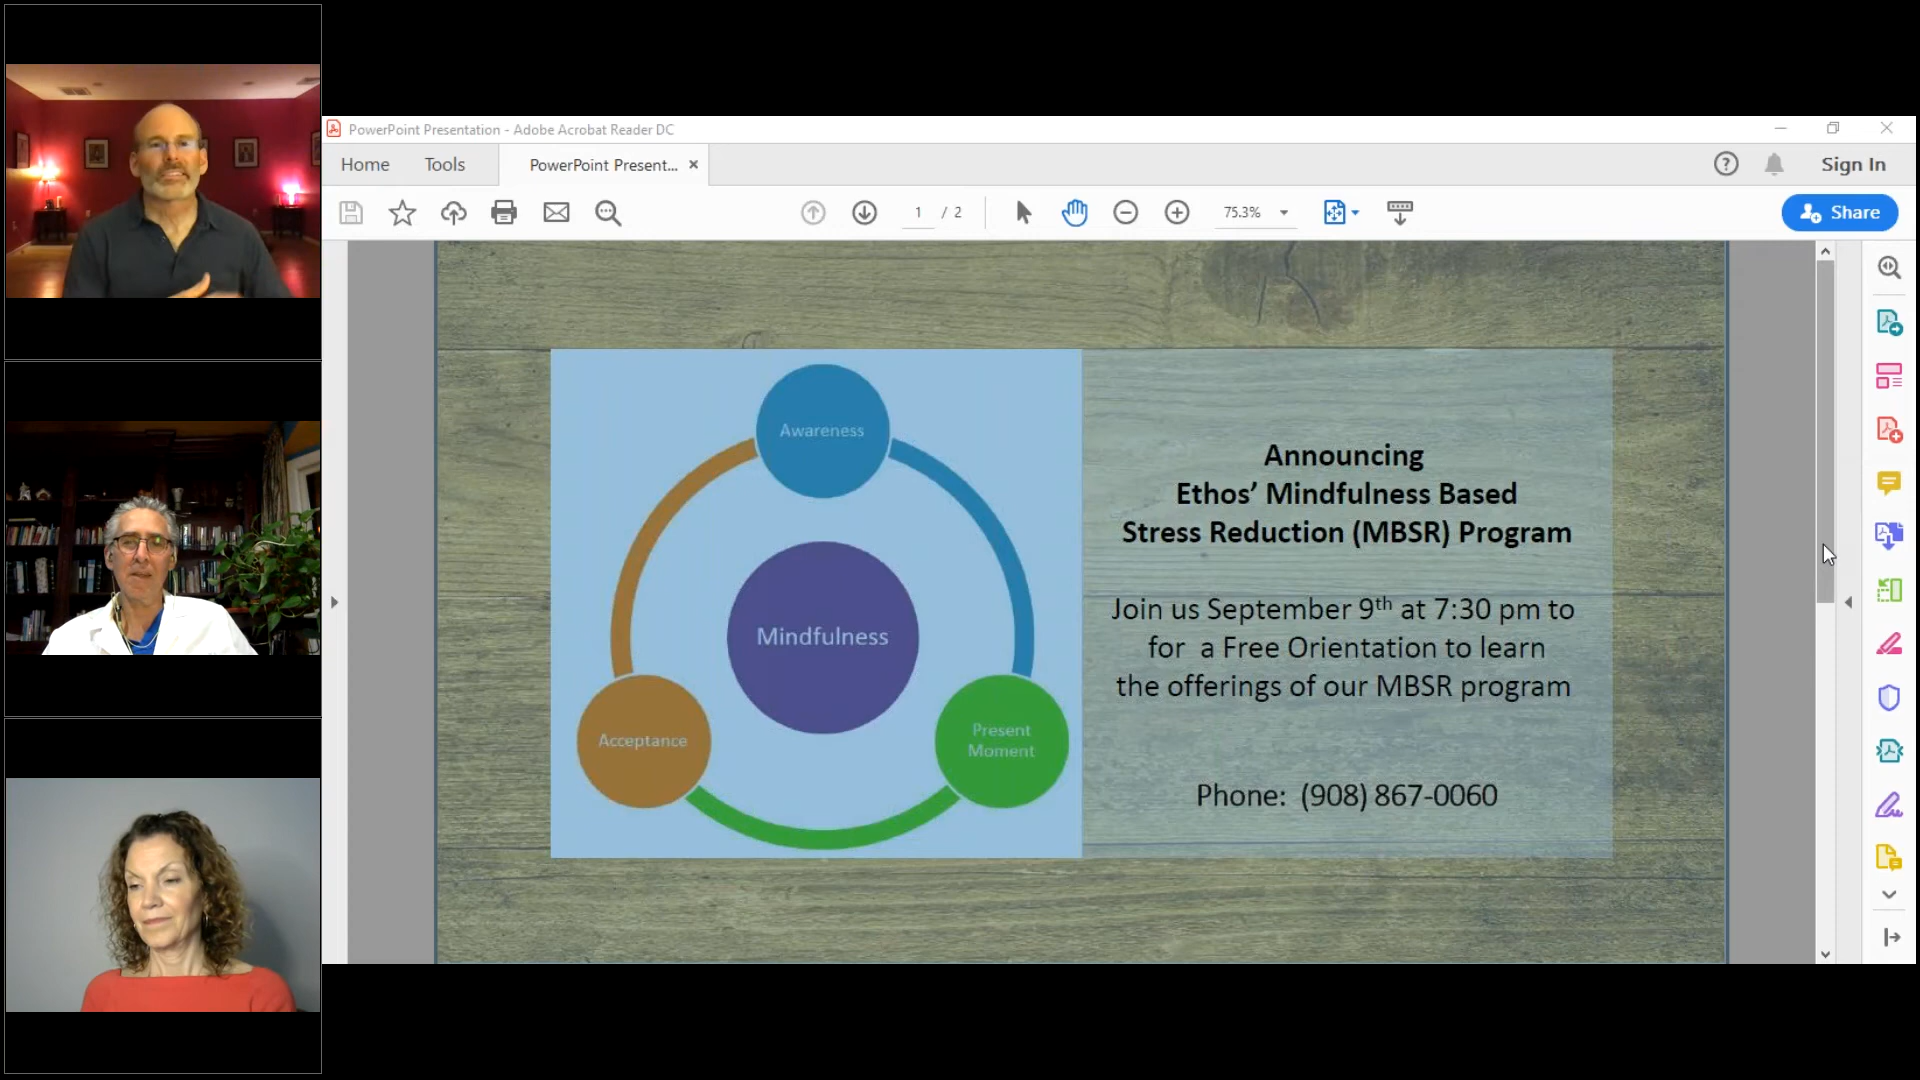 PowerPoint Presentation - Adobe Acrobat Reader DC
Home
Tools
PowerPoint Present...
Sign In
1 / 2
75.3%
Share
Awareness
Mindfulness
Acceptance
Present
Moment
Announcing
Ethos’ Mindfulness Based
Stress Reduction (MBSR) Program
Join us September 9th at 7:30 pm to
for a Free Orientation to learn
the offerings of our MBSR program
Phone: (908) 867-0060